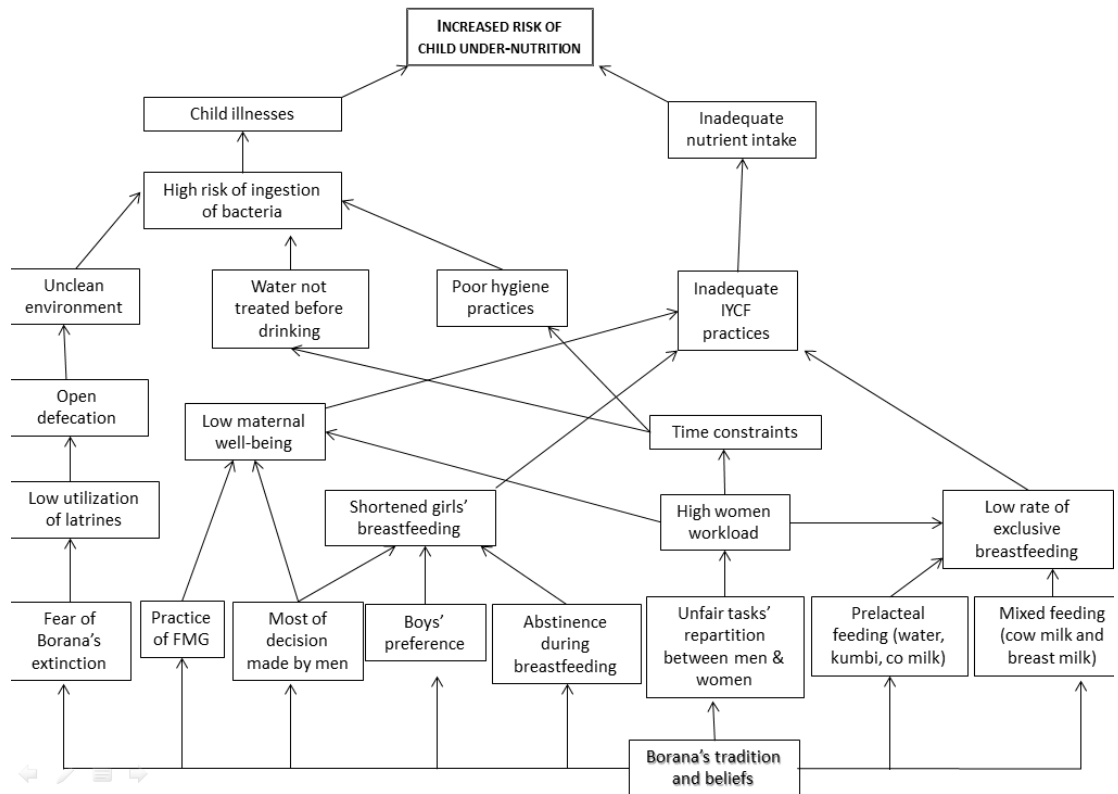 INCREASED RISK OF
CHILD UNDER-NUTRITION
Child illnesses
Inadequate
nutrient intake
High risk of ingestion
of bacteria
Unclean
environment
Water not
treated before
drinking
Poor hygiene
practices
Inadequate
IYCF
practices
Open
defecation
Low maternal
well-being
Time constraints
Low utilization
of latrines
Shortened girls'
breastfeeding
High women
workload
Low rate of
exclusive
breastfeeding
Fear of
Borana's
extinction
Practice
of FMG
Most of
decision
made by men
Boys'
preference
Abstinence
during
breastfeeding
Unfair tasks'
repartition
between men &
women
Prelacteal
feeding (water,
kumbi, co milk)
Mixed feeding
(cow milk and
breast milk)
Borana's tradition
and beliefs